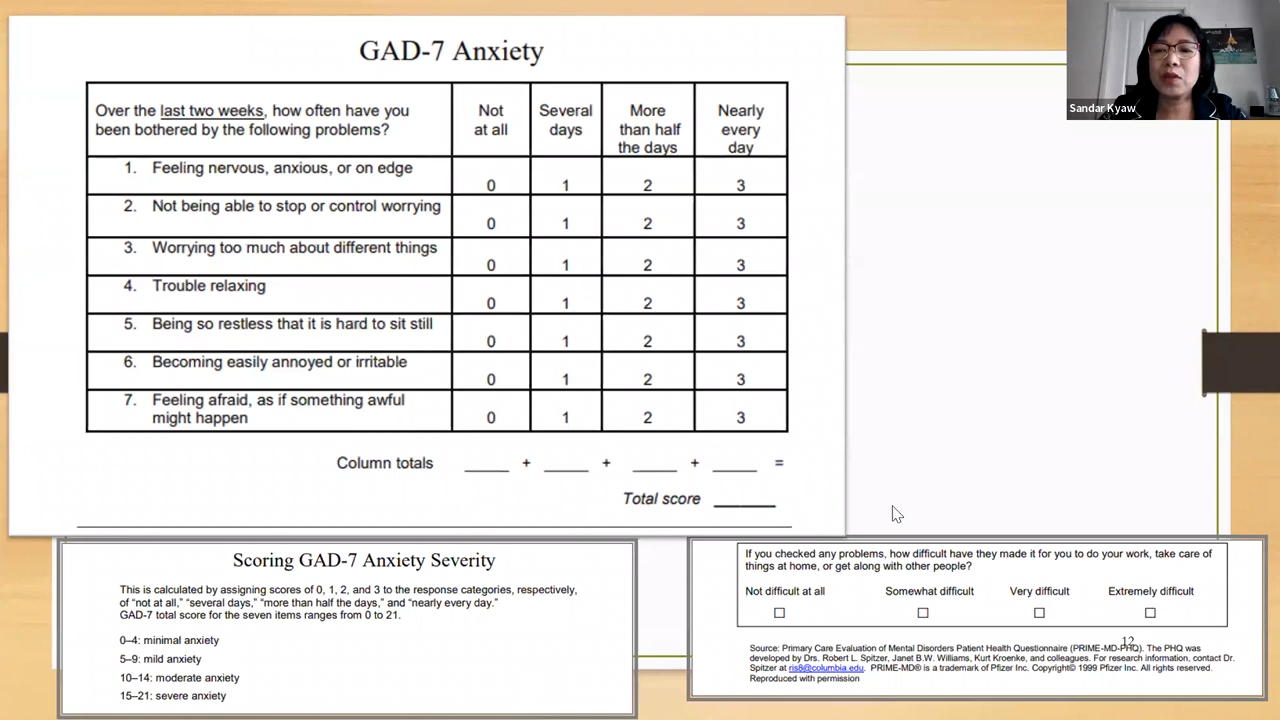 GAD-7 Anxiety
Over the last two weeks, how often have you
been bothered by the following problems?
Not
at all
Several
days
More
than half
the days
Nearly
every
day
1. Feeling nervous, anxious, or on edge
0 1 2 3
2. Not being able to stop or control worrying
0 1 2 3
3. Worrying too much about different things
0 1 2 3
4. Trouble relaxing
0 1 2 3
5. Being so restless that it is hard to sit still
0 1 2 3
6. Becoming easily annoyed or irritable
0 1 2 3
7. Feeling afraid, as if something awful
might happen
0 1 2 3
Column totals ____ + ____ + ____ + ____ =
Total score ____
Sandar Kyaw
Scoring GAD-7 Anxiety Severity
This is calculated by assigning scores of 0, 1, 2, and 3 to the response categories, respectively,
of “not at all,” “several days,” “more than half the days,” and “nearly every day.”
GAD-7 total score for the seven items ranges from 0 to 21.
0–4: minimal anxiety
5–9: mild anxiety
10–14: moderate anxiety
15–21: severe anxiety
If you checked any problems, how difficult have they made it for you to do your work, take care of
things at home, or get along with other people?
Not difficult at all Somewhat difficult Very difficult Extremely difficult
☐ ☐ ☐ ☐
12
Source: Primary Care Evaluation of Mental Disorders Patient Health Questionnaire (PRIME-MD-PHQ). The PHQ was
developed by Drs. Robert L. Spitzer, Janet B.W. Williams, Kurt Kroenke, and colleagues. For research information, contact Dr.
Spitzer at ris8@columbia.edu. PRIME-MD® is a trademark of Pfizer Inc. Copyright© 1999 Pfizer Inc. All rights reserved.
Reproduced with permission